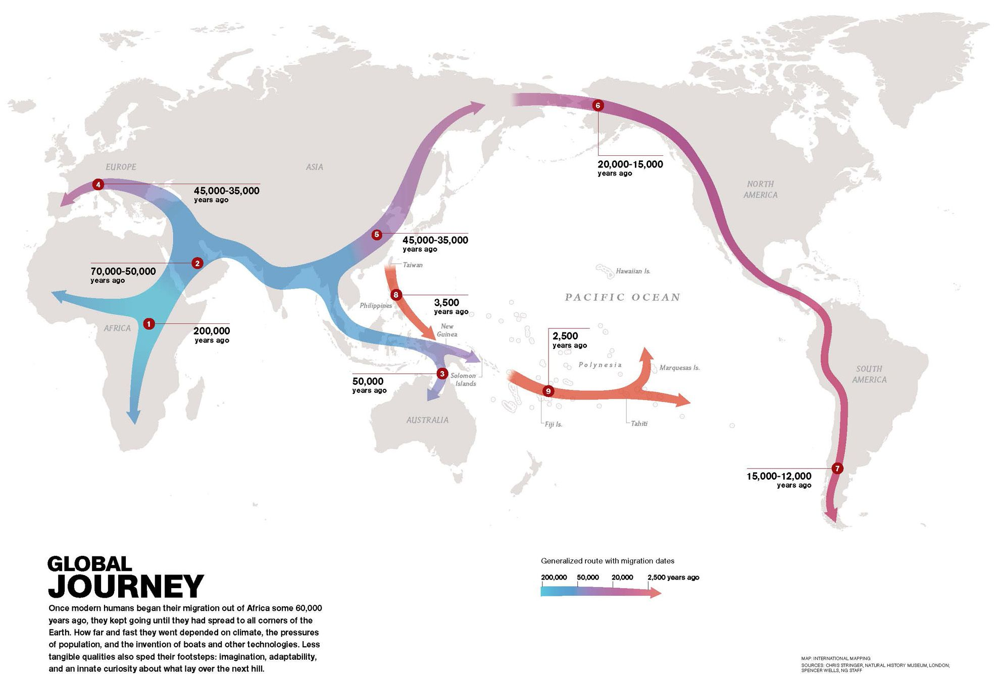 6
20,000-15,000
years ago
EUROPE
ASIA
4
45,000-35,000
years ago
NORTH
AMERICA
5
45,000-35,000
years ago
2
70,000-50,000
years ago
Taiwan
Hawaiian Is.
PACIFIC OCEAN
8
3,500
years ago
Philippines
1
200,000
years ago
AFRICA
New
Guinea
2,500
years ago
9
Polynesia
Marquesas Is.
3
50,000
years ago
Solomon
Islands
SOUTH
AMERICA
AUSTRALIA
Fiji Is.
Tahiti
7
15,000-12,000
years ago
GLOBAL
JOURNEY
Once modern humans began their migration out of Africa some 60,000
years ago, they kept going until they had spread to all corners of the
Earth. How far and fast they went depended on climate, the pressures
of population, and the invention of boats and other technologies. Less
tangible qualities also sped their footsteps: imagination, adaptability,
and an innate curiosity about what lay over the next hill.
Generalized route with migration dates
200,000 50,000 20,000 2,500 years ago
MAP: INTERNATIONAL MAPPING
SOURCES: CHRIS STRINGER, NATURAL HISTORY MUSEUM, LONDON;
SPENCER WELLS, NG STAFF